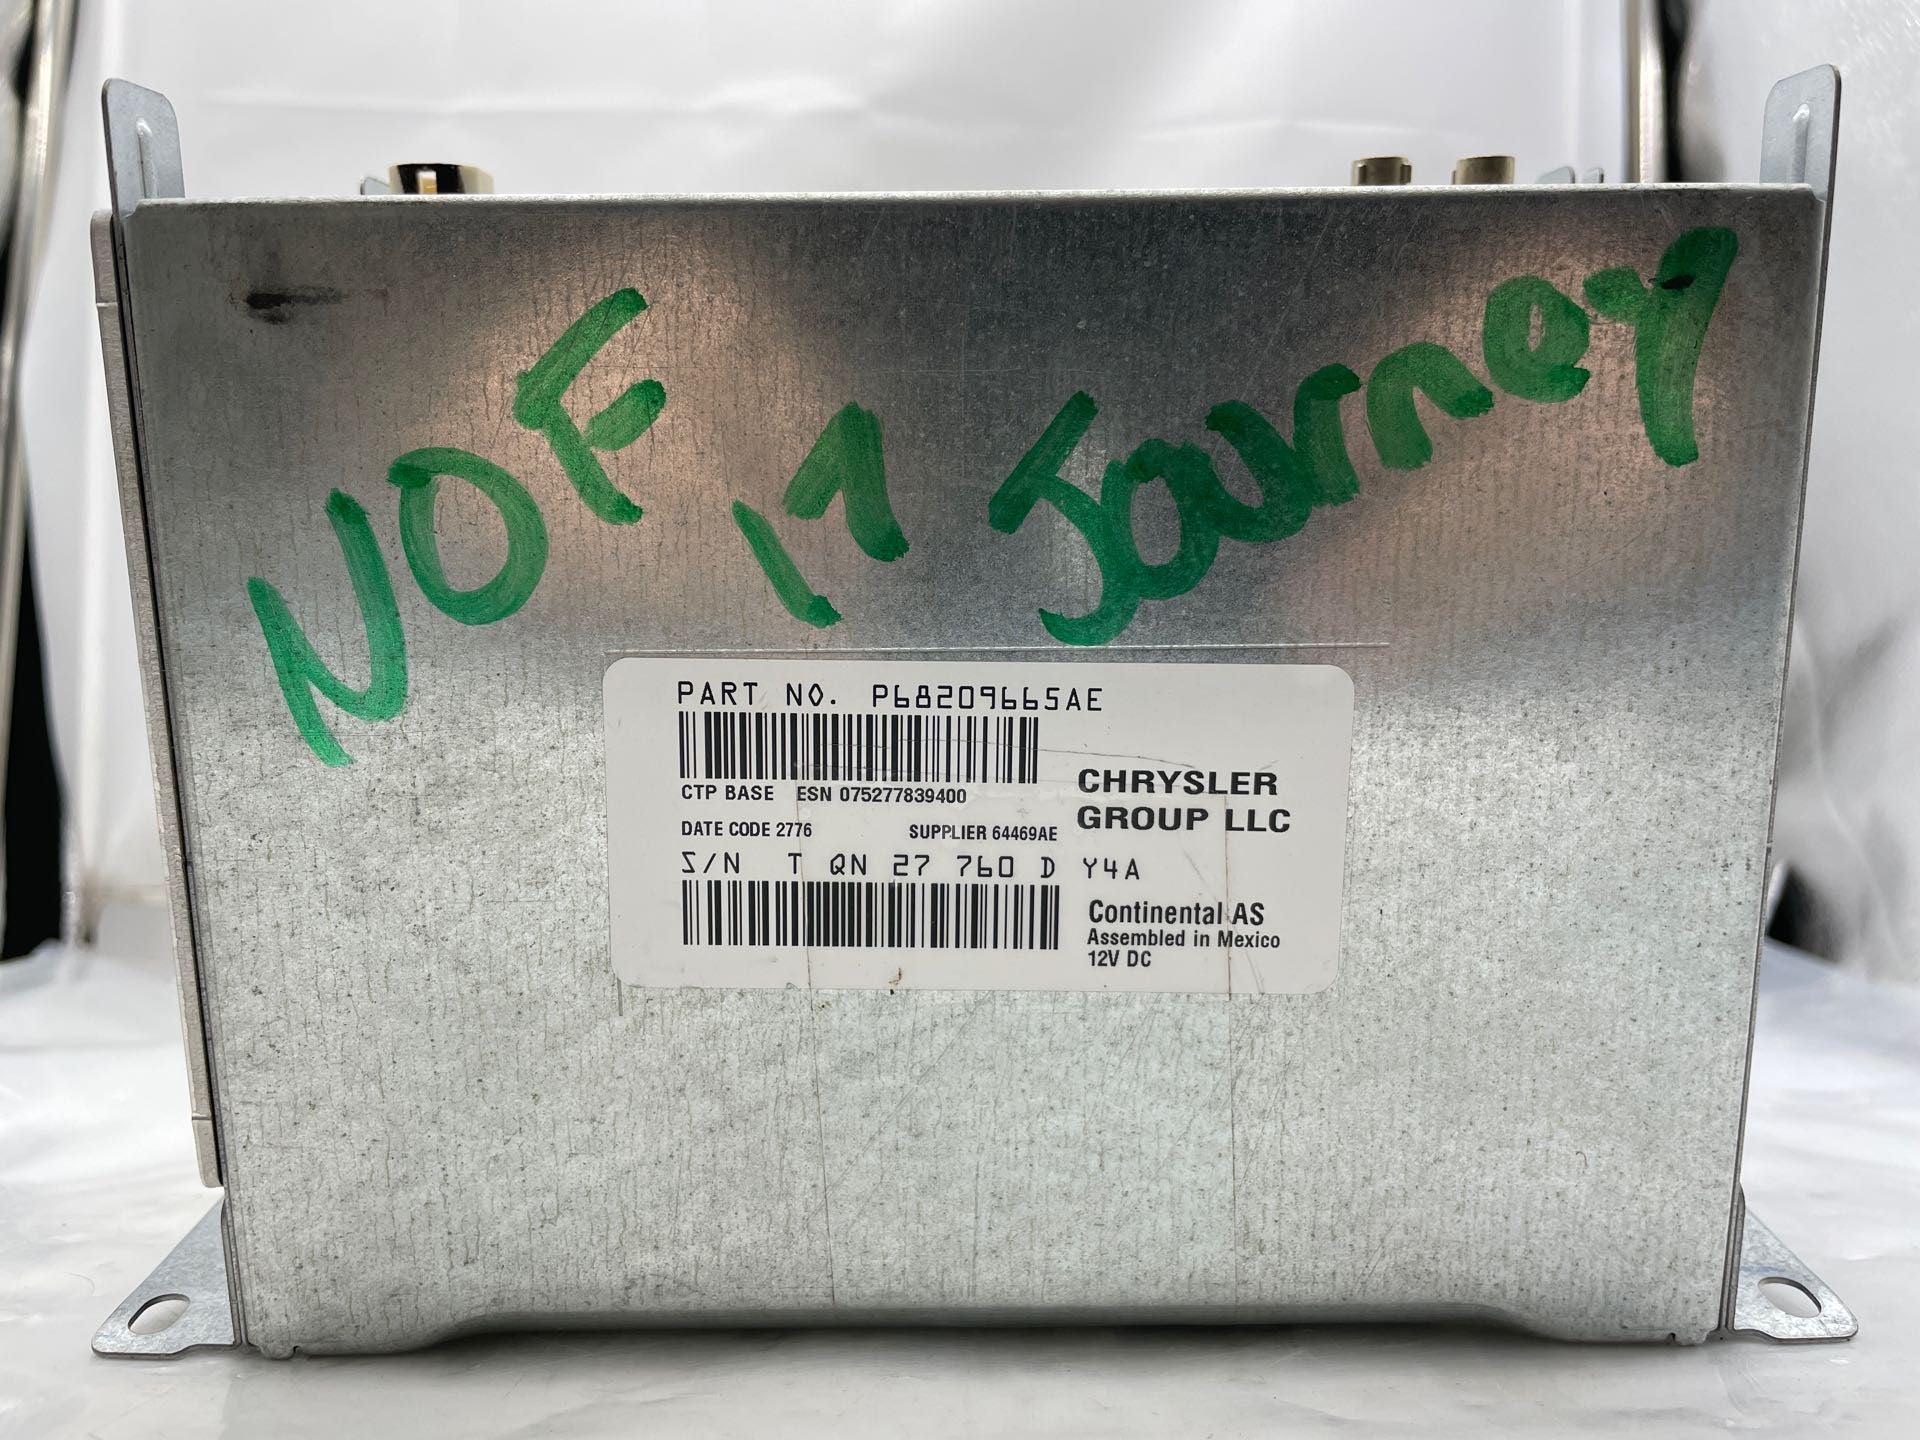 NOF 17 Journey
PART NO. P68209665AE
CTP BASE ESN 075277839400
CHRYSLER
GROUP LLC
DATE CODE 2776 SUPPLIER 64469AE
S/N T QN 27 760 D Y4A
Continental AS
Assembled in Mexico
12V DC